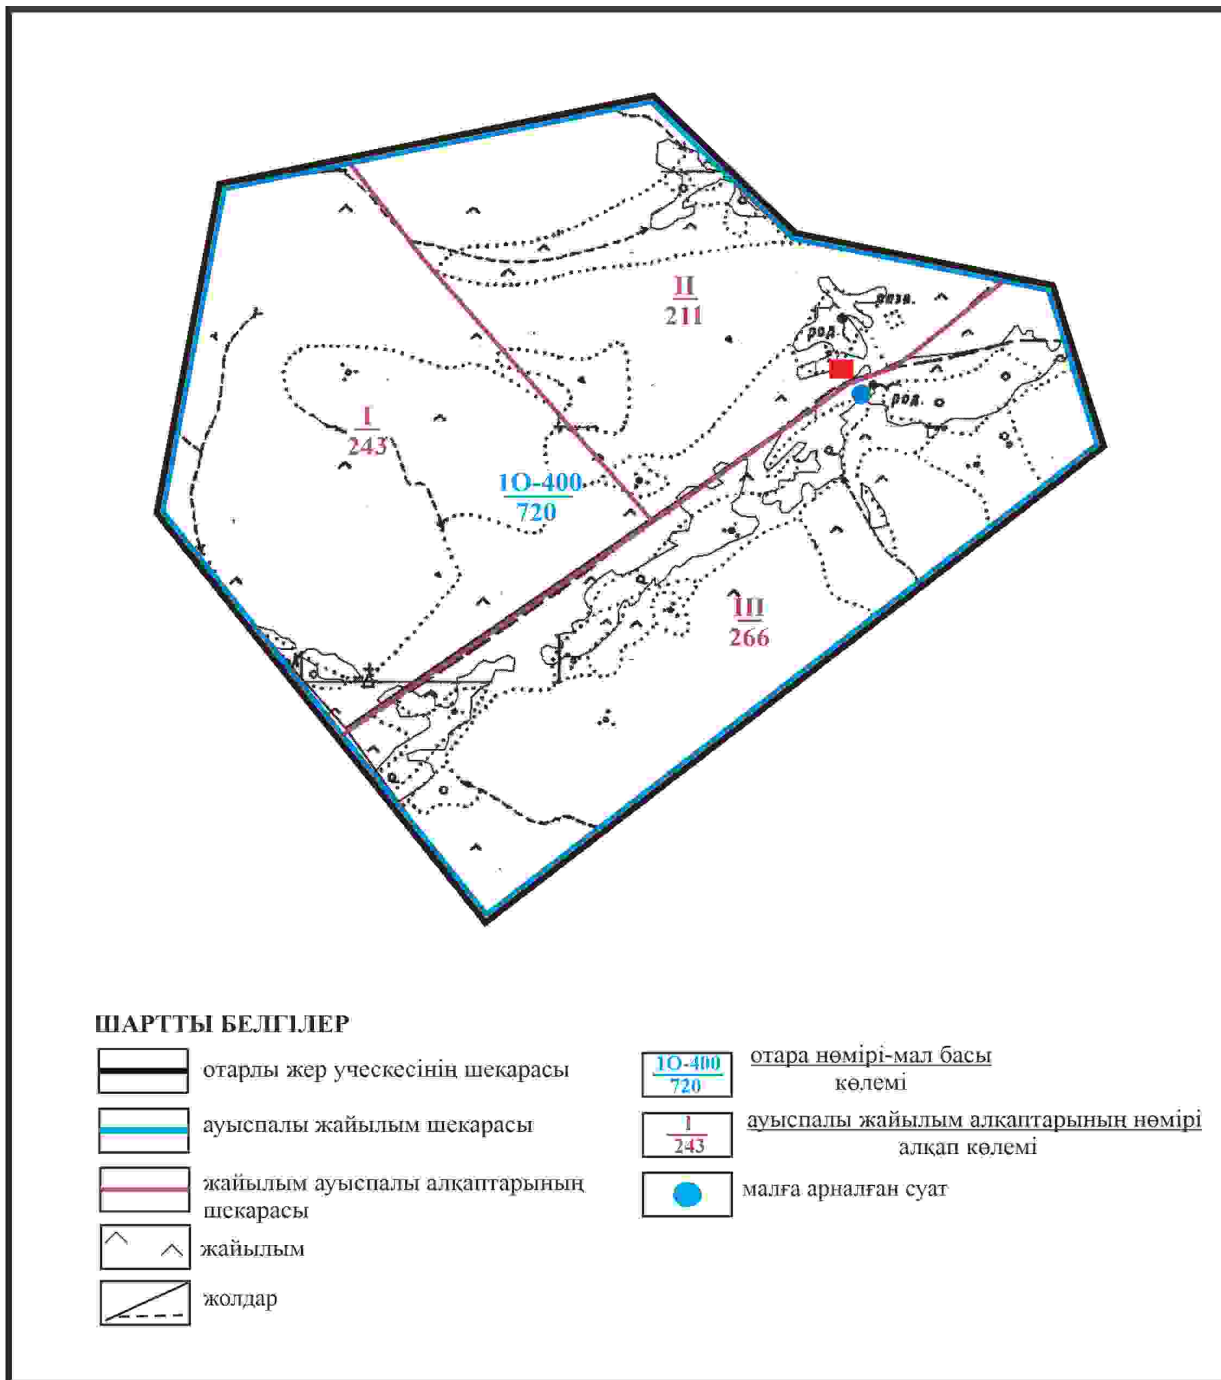 II
211
разв.
род.
род.
I
243
1О-400
720
III
266
ШАРТТЫ БЕЛГІЛЕР
отарлы жер уческесінің шекарасы
ауыспалы жайылым шекарасы
жайылым ауыспалы алқаптарының
шекарасы
жайылым
жолдар
1О-400
720
отара нөмірі-мал басы
көлемі
I
243
ауыспалы жайылым алқаптарының нөмірі
алқап көлемі
малға арналған суат